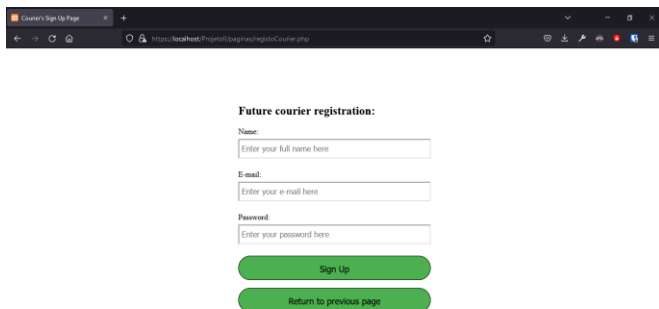 Courier's Sign Up Page
https://localhost/ProjetoII/paginas/registoCourier.php
Future courier registration:
Name:
Enter your full name here
E-mail:
Enter your e-mail here
Password:
Enter your password here
Sign Up
Return to previous page